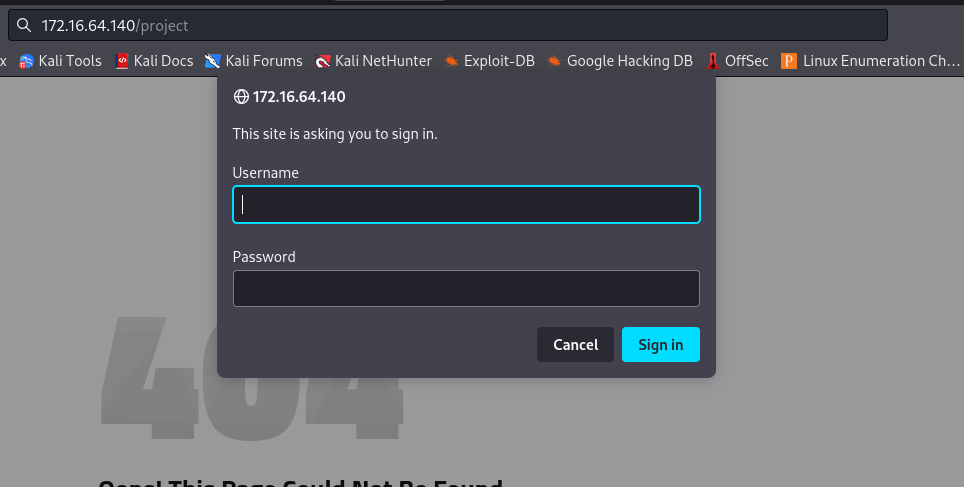 172.16.64.140/project
x Kali Tools Kali Docs Kali Forums Kali NetHunter Exploit-DB Google Hacking DB OffSec Linux Enumeration Ch...
172.16.64.140
This site is asking you to sign in.
Username
Password
Cancel Sign in
404
Oops! This Page Could Not Be Found